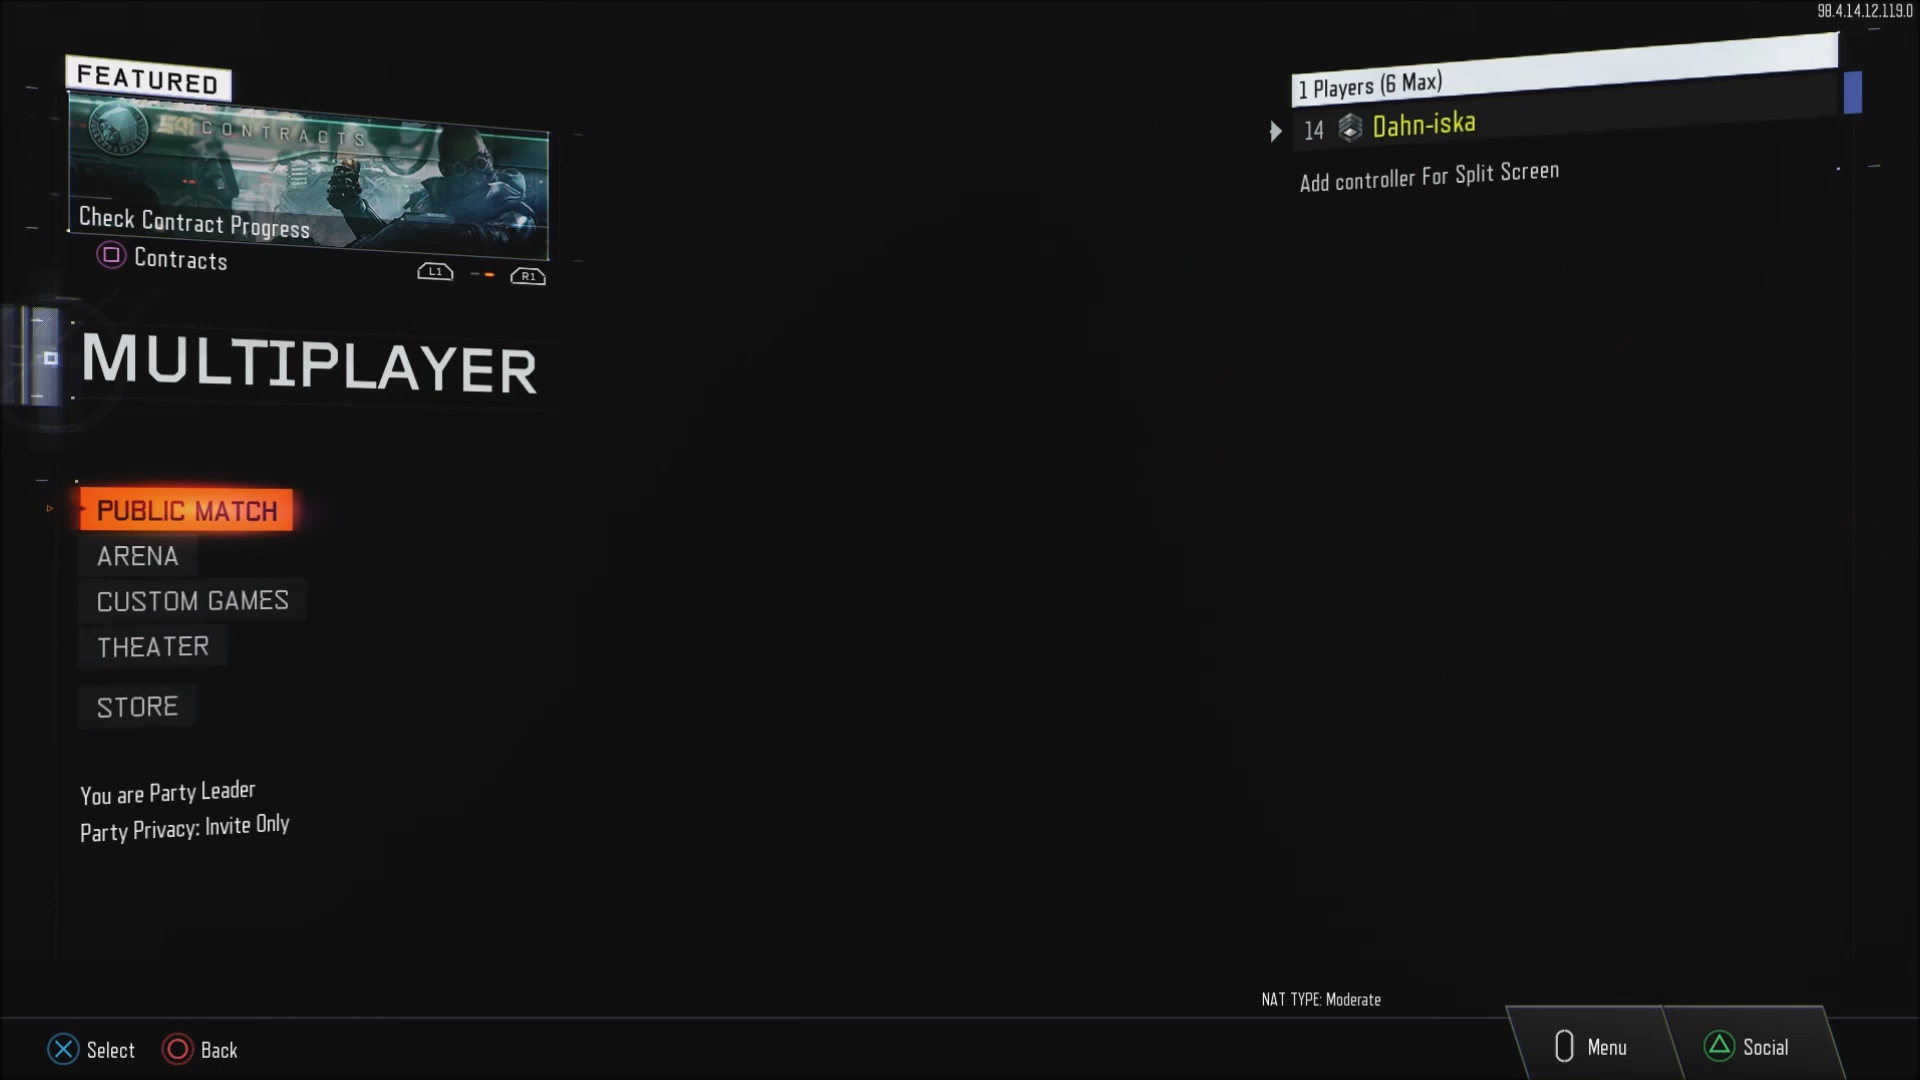 98.4.14.12.119.0
FEATURED
CONTRACTS
Check Contract Progress
Contracts
L1
R1
1 Players (6 Max)
14 Dahn-iska
Add controller For Split Screen
MULTIPLAYER
PUBLIC MATCH
ARENA
CUSTOM GAMES
THEATER
STORE
You are Party Leader
Party Privacy: Invite Only
NAT TYPE: Moderate
Select
Back
Menu
Social